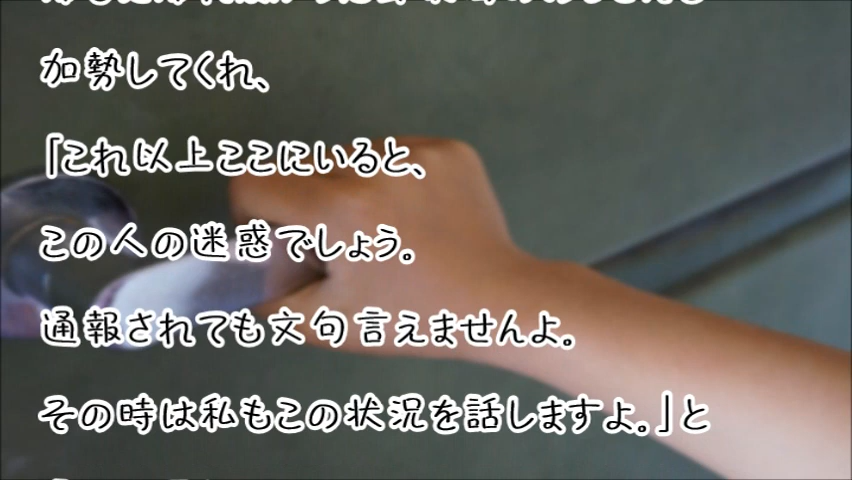 加勢してくれ、
「これ以上ここにいると、
この人の迷惑でしょう。
通報されても文句言えませんよ。
その時は私もこの状況を話しますよ。」と